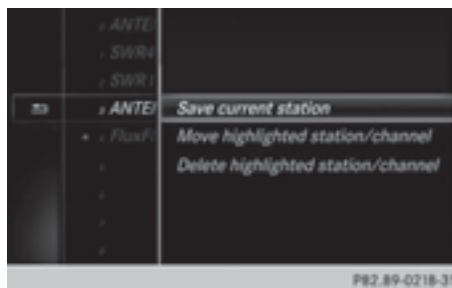 ANTE
SWR4
SWR1
ANTE Save current station
FluxF Move highlighted station/channel
Delete highlighted station/channel
P82.89-0218-31